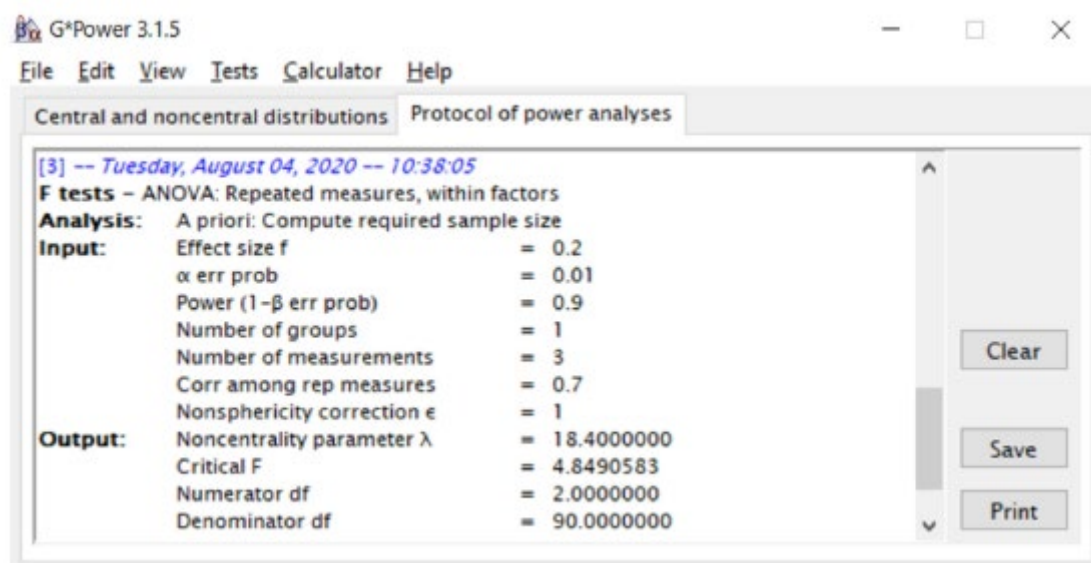 G*Power 3.1.5
File Edit View Tests Calculator Help
Central and noncentral distributions Protocol of power analyses
[3] -- Tuesday, August 04, 2020 -- 10:38:05
F tests – ANOVA: Repeated measures, within factors
Analysis: A priori: Compute required sample size
Input: Effect size f = 0.2
α err prob = 0.01
Power (1-β err prob) = 0.9
Number of groups = 1
Number of measurements = 3
Corr among rep measures = 0.7
Nonsphericity correction ϵ = 1
Output: Noncentrality parameter λ = 18.4000000
Critical F = 4.8490583
Numerator df = 2.0000000
Denominator df = 90.0000000
Clear
Save
Print